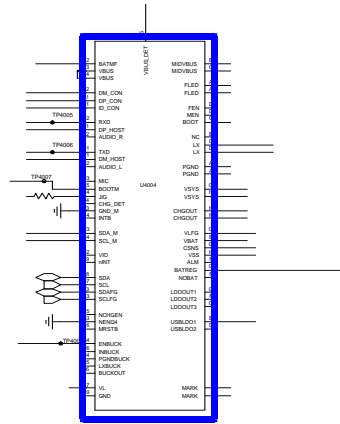 VBUS_DET
BATMF
VBUS
VBUS
DM_CON
DP_CON
ID_CON
TP4005
RXD
DP_HOST
AUDIO_R
TP4006
TXD
DM_HOST
AUDIO_L
TP4007
MIC
BOOTM
JIG
CHG_DET
GND_M
INTB
SDA_M
SCL_M
VIO
nINT
SDA
SCL
SDAFG
SCLFG
NCHGEN
NENQ4
MRSTB
ENBUCK
INBUCK
PGNDBUCK
LXBUCK
BUCKOUT
VL
GND
U4004
MIDVBUS
MIDVBUS
FLED
FLED
FEN
MEN
BOOT
NC
LX
LX
PGND
PGND
VSYS
VSYS
CHGOUT
CHGOUT
VLFG
VBAT
CSNS
VSS
ALM
BATREG
NOBAT
LDOOUT1
LDOOUT2
LDOOUT3
USBLDO1
USBLDO2
MARK
MARK